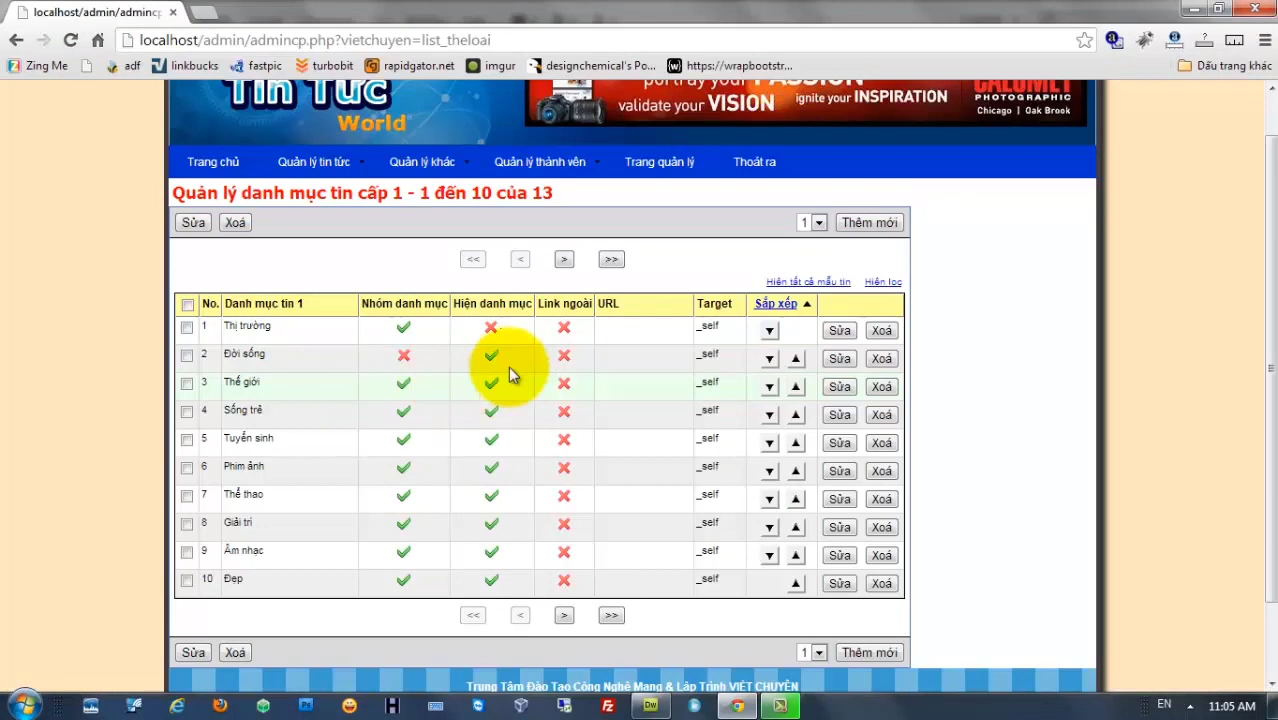 localhost/admin/admincp
localhost/admin/admincp.php?vietchuyen=list_theloai
Zing Me adf linkbucks fastpic turbobit rapidgator.net imgur designchemical's Po... https://wrapbootstr... Dấu trang khác
Tin Tức
World
portray your PASSION
validate your VISION
ignite your INSPIRATION
CALUMET
PHOTOGRAPHIC
Chicago | Oak Brook
Trang chủ Quản lý tin tức Quản lý khác Quản lý thành vên Trang quản lý Thoát ra
Quản lý danh mục tin cấp 1 - 1 đến 10 của 13
Sửa Xoá 1 Thêm mới
<< < > >>
Hiện tất cả mẫu tin Hiện lọc
No. Danh mục tin 1 Nhóm danh mục Hiện danh mục Link ngoài URL Target Sắp xếp
1 Thị trường _self Sửa Xoá
2 Đời sống _self Sửa Xoá
3 Thế giới _self Sửa Xoá
4 Sống trẻ _self Sửa Xoá
5 Tuyển sinh _self Sửa Xoá
6 Phim ảnh _self Sửa Xoá
7 Thể thao _self Sửa Xoá
8 Giải trí _self Sửa Xoá
9 Âm nhạc _self Sửa Xoá
10 Đẹp _self Sửa Xoá
<< < > >>
Sửa Xoá 1 Thêm mới
Trung Tâm Đào Tạo Công Nghệ Mạng & Lập Trình VIỆT CHUYÊN
EN 11:05 AM